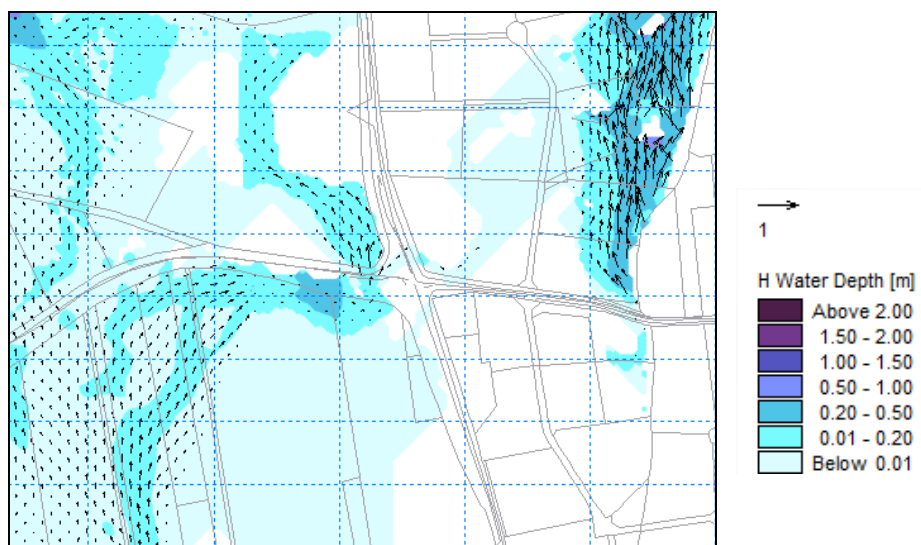 1
H Water Depth [m]
Above 2.00
1.50 - 2.00
1.00 - 1.50
0.50 - 1.00
0.20 - 0.50
0.01 - 0.20
Below 0.01